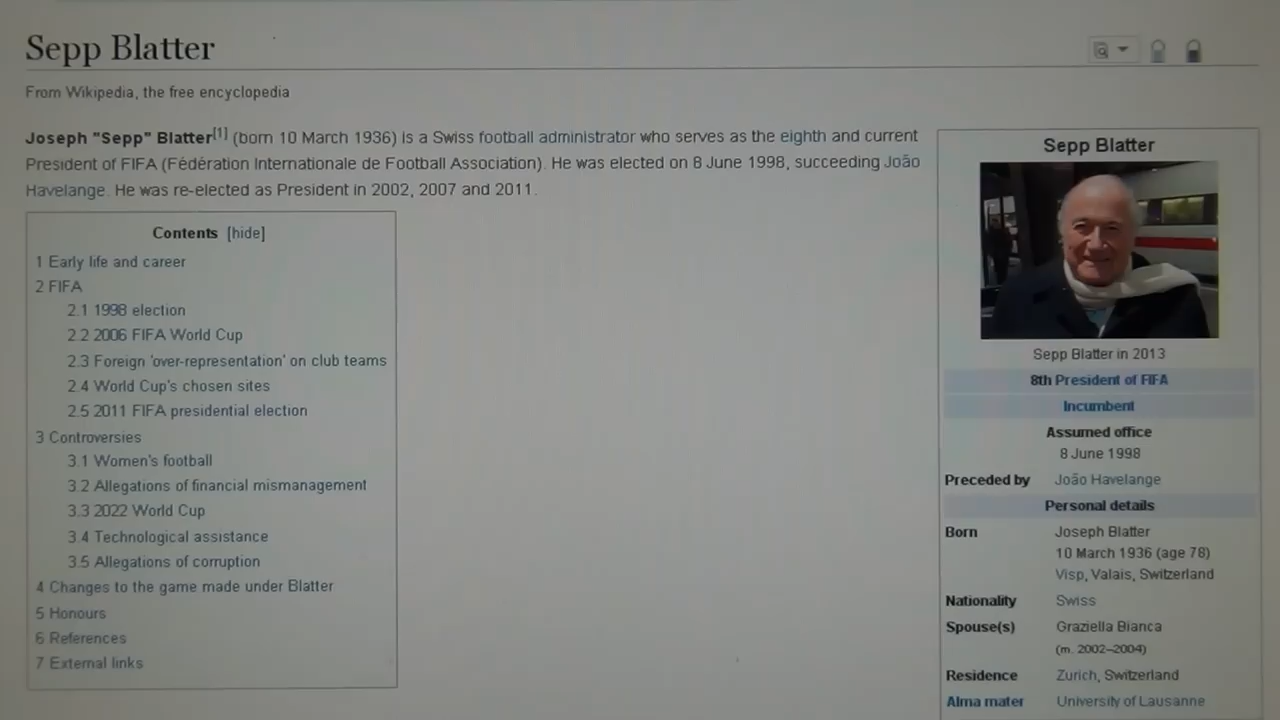 Sepp Blatter
From Wikipedia, the free encyclopedia
Joseph "Sepp" Blatter[1] (born 10 March 1936) is a Swiss football administrator who serves as the eighth and current
President of FIFA (Fédération Internationale de Football Association). He was elected on 8 June 1998, succeeding João
Havelange. He was re-elected as President in 2002, 2007 and 2011.
Contents [hide]
1 Early life and career
2 FIFA
2.1 1998 election
2.2 2006 FIFA World Cup
2.3 Foreign 'over-representation' on club teams
2.4 World Cup's chosen sites
2.5 2011 FIFA presidential election
3 Controversies
3.1 Women's football
3.2 Allegations of financial mismanagement
3.3 2022 World Cup
3.4 Technological assistance
3.5 Allegations of corruption
4 Changes to the game made under Blatter
5 Honours
6 References
7 External links
Sepp Blatter
Sepp Blatter in 2013
8th President of FIFA
Incumbent
Assumed office
8 June 1998
Preceded by João Havelange
Personal details
Born Joseph Blatter
10 March 1936 (age 78)
Visp, Valais, Switzerland
Nationality Swiss
Spouse(s) Graziella Bianca
(m. 2002–2004)
Residence Zurich, Switzerland
Alma mater University of Lausanne